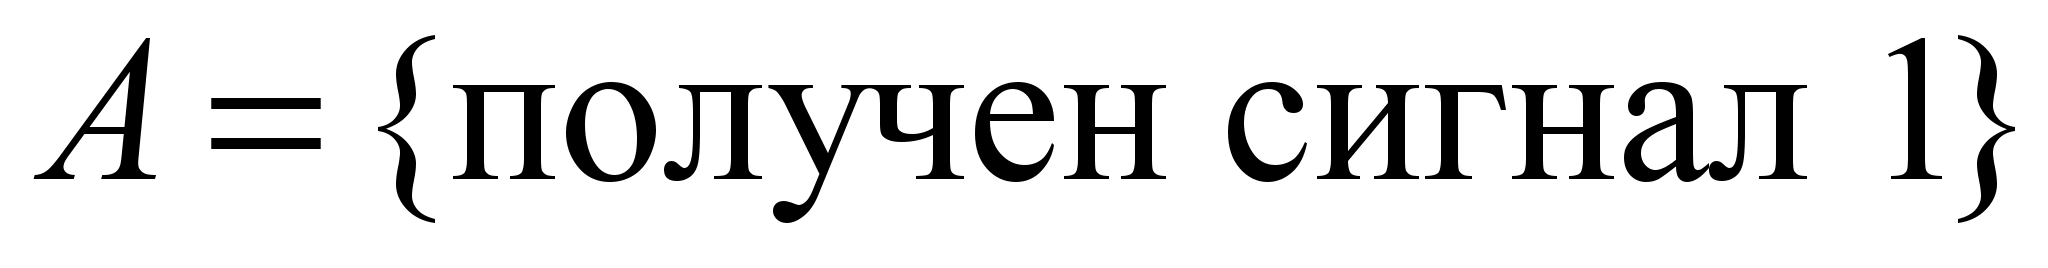 A = {получен сигнал 1}